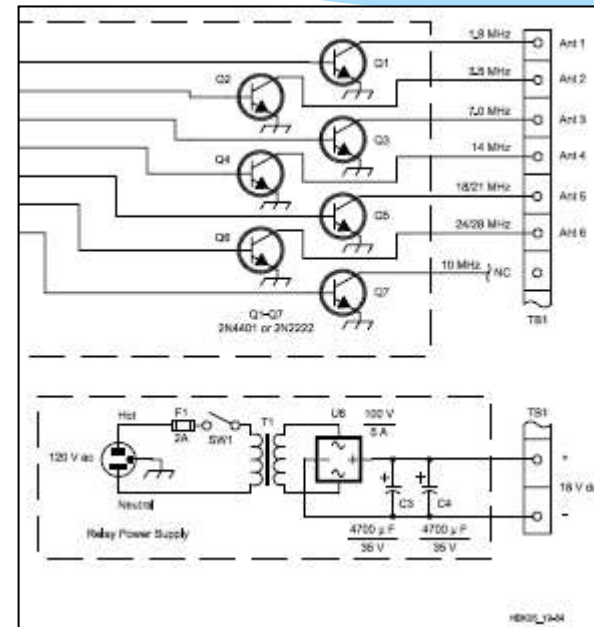 1.8 MHz
Ant 1
Q1
Q2
3.5 MHz
Ant 2
7.0 MHz
Ant 3
Q3
Q4
14 MHz
Ant 4
18/21 MHz
Ant 5
Q5
Q6
24/28 MHz
Ant 6
10 MHz
NC
Q7
Q1-Q7
2N4401 or 2N2222
TB1
Hot
F1
2A
SW1
T1
U8
100 V
5 A
TB1
120 V ac
+
+
+
+
18 V dc
C3
C4
–
Neutral
4700 µF
35 V
4700 µF
35 V
Relay Power Supply